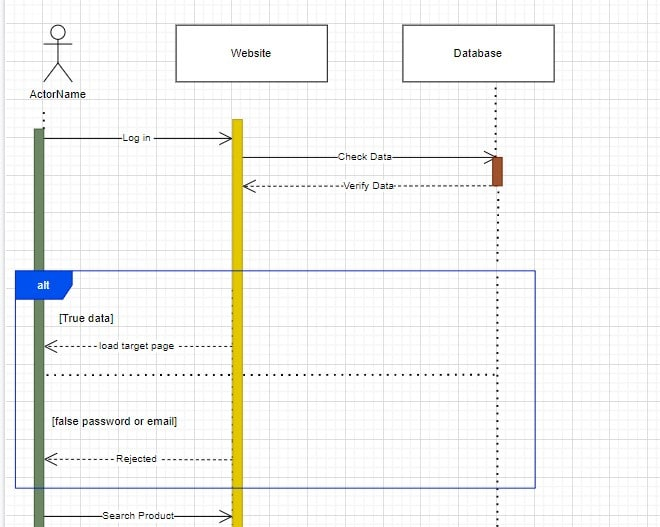 Website
Database
ActorName
Log in
Check Data
Verify Data
alt
[True data]
load target page
[false password or email]
Rejected
Search Product